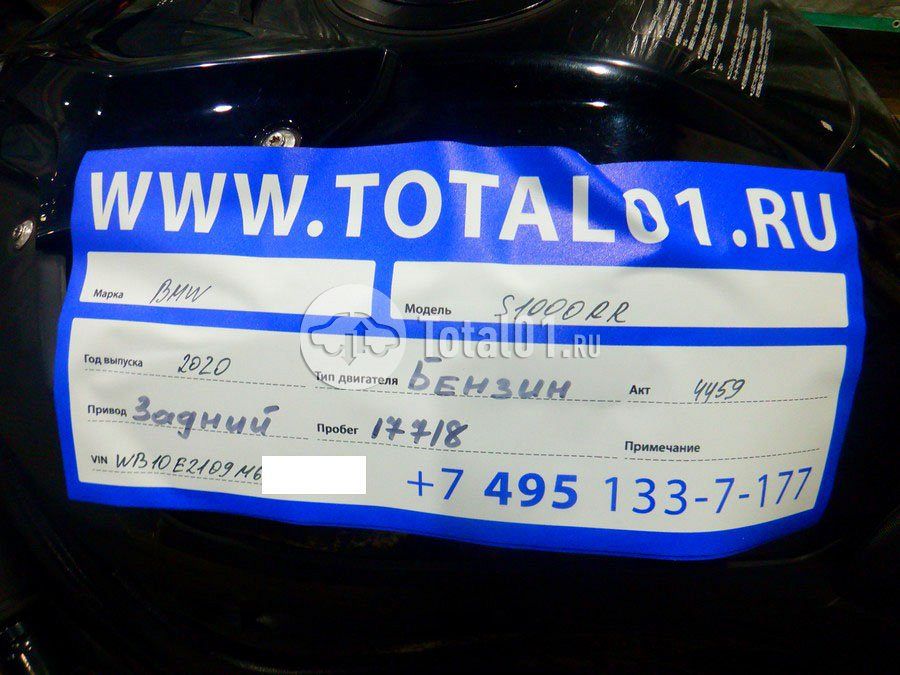 WWW.TOTAL01.RU
Марка BMW Модель S1000RR
Total01.RU
Год выпуска 2020 Тип двигателя Бензин Акт 4459
Привод Задний Пробег 17718 Примечание
VIN WB10E2109M6
+7 495 133-7-177